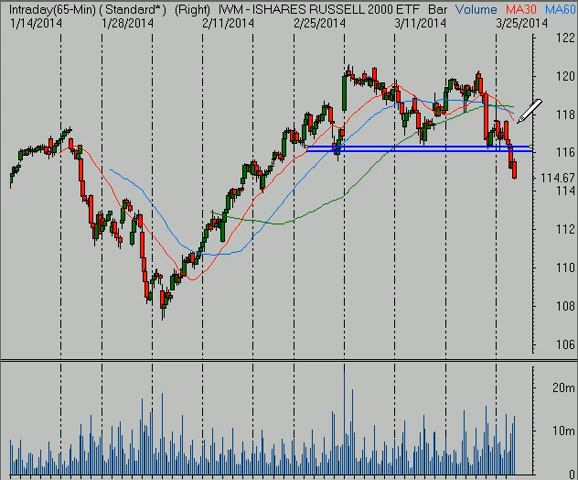 Intraday(65-Min) ( Standard* ) (Right) IWM - ISHARES RUSSELL 2000 ETF Bar Volume MA30 MA60
1/14/2014 1/28/2014 2/11/2014 2/25/2014 3/11/2014 3/25/2014
122
120
118
116
114.67
114
112
110
108
106
20m
10m
0